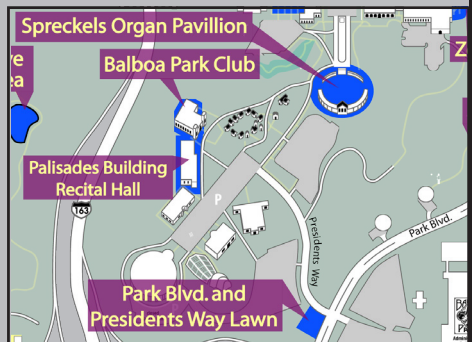 Spreckels Organ Pavillion
Balboa Park Club
Z
e
a
Palisades Building
Recital Hall
163
P
Presidents Way
Park Blvd.
Park Blvd. and
Presidents Way Lawn